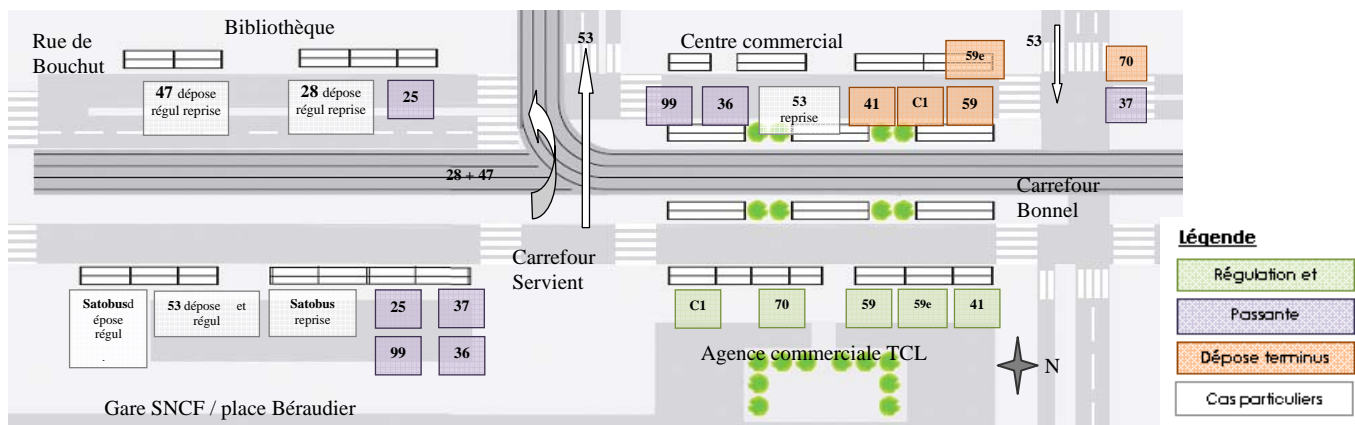 Rue de
Bouchut
Bibliothèque
53
Centre commercial
59e
53
70
47 dépose
régul reprise
28 dépose
régul reprise
25
99
36
53
reprise
41
C1
59
37
28 + 47
Carrefour
Bonnel
Carrefour
Servient
Satobusd
épose
régul
.
53 dépose et
régul
Satobus
reprise
25
37
99
36
C1
70
59
59e
41
Agence commerciale TCL
N
Gare SNCF / place Béraudier
Légende
Régulation et
Passante
Dépose terminus
Cas particuliers